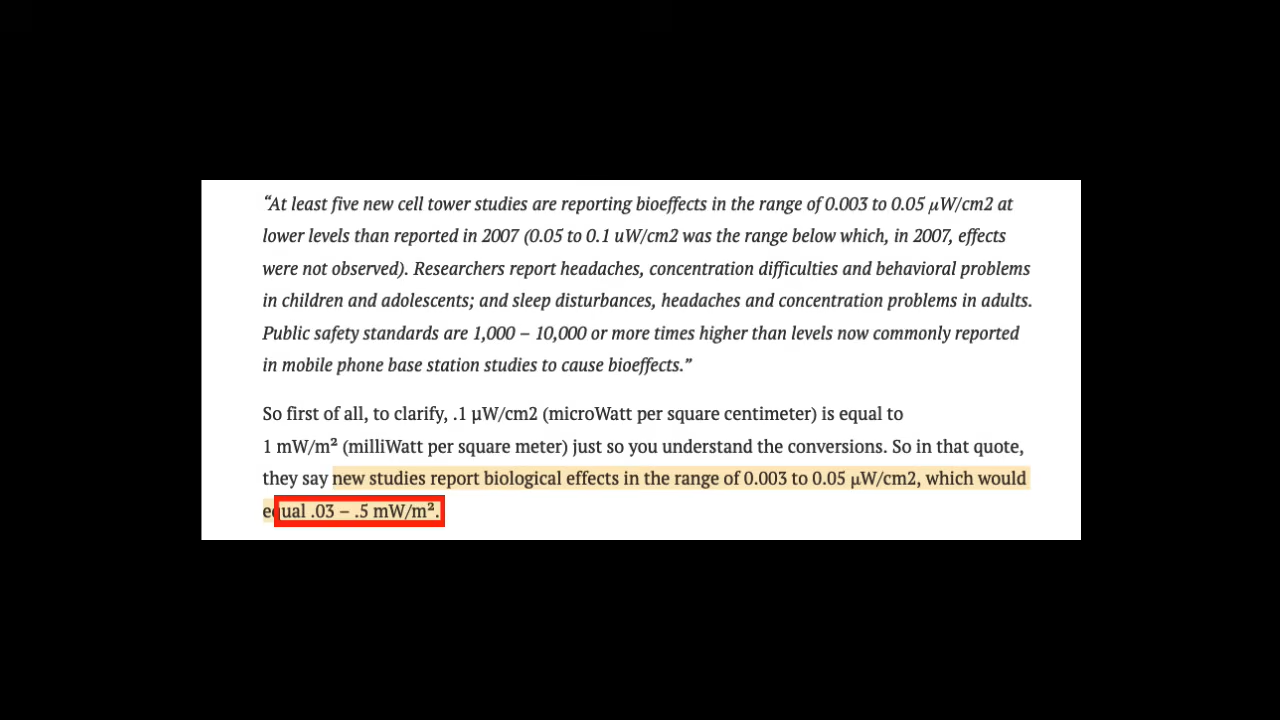 “At least five new cell tower studies are reporting bioeffects in the range of 0.003 to 0.05 μW/cm2 at
lower levels than reported in 2007 (0.05 to 0.1 uW/cm2 was the range below which, in 2007, effects
were not observed). Researchers report headaches, concentration difficulties and behavioral problems
in children and adolescents; and sleep disturbances, headaches and concentration problems in adults.
Public safety standards are 1,000 – 10,000 or more times higher than levels now commonly reported
in mobile phone base station studies to cause bioeffects.”
So first of all, to clarify, .1 μW/cm2 (microWatt per square centimeter) is equal to
1 mW/m² (milliWatt per square meter) just so you understand the conversions. So in that quote,
they say new studies report biological effects in the range of 0.003 to 0.05 μW/cm2, which would
equal .03 – .5 mW/m².